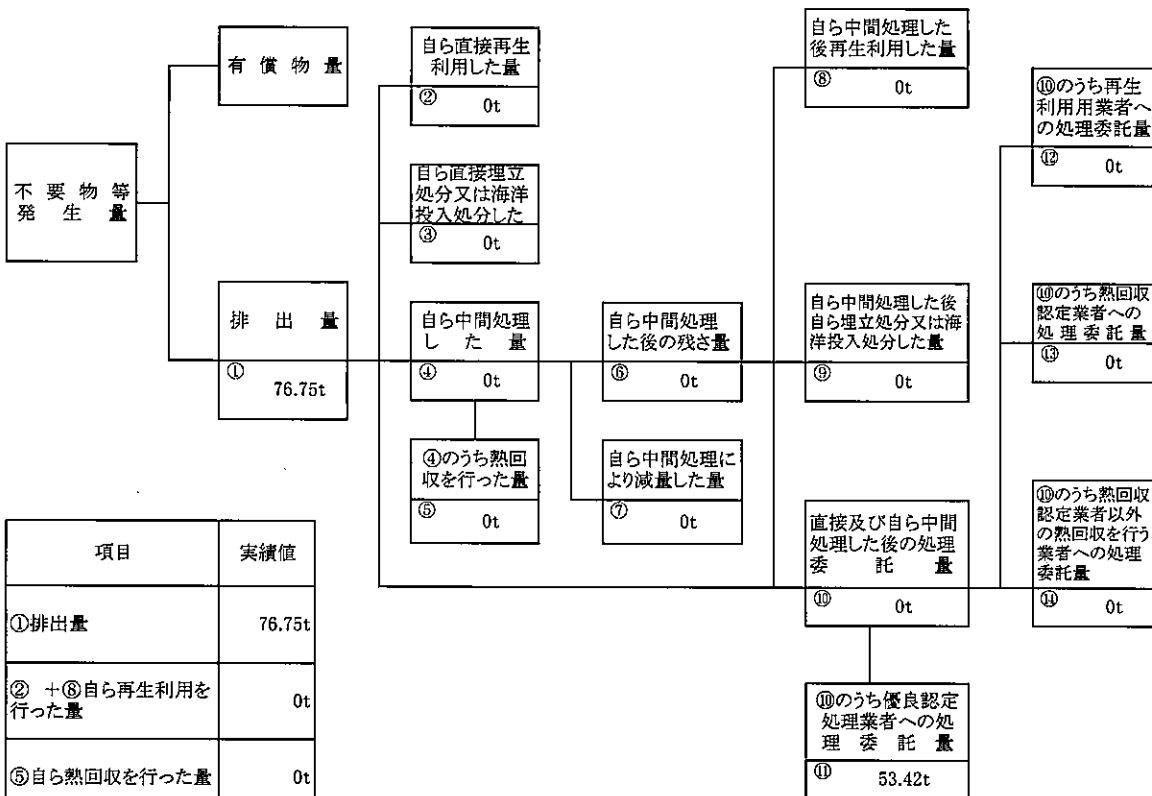 不要物等
発生量
有償物量
排出量
①
76.75t
自ら直接再生
利用した量
②
0t
自ら直接埋立
処分又は海洋
投入処分した
③
0t
自ら中間処理
した量
④
0t
④のうち熱回
収を行った量
⑤
0t
自ら中間処理
した後の残さ量
⑥
0t
自ら中間処理に
より減量した量
⑦
0t
自ら中間処理した
後再生利用した量
⑧
0t
自ら中間処理した後
自ら埋立処分又は海
洋投入処分した量
⑨
0t
直接及び自ら中間
処理した後の処理
委託量
⑩
0t
⑩のうち優良認定
処理業者への処
理委託量
⑪
53.42t
⑩のうち再生
利用用業者へ
の処理委託量
⑫
0t
⑩のうち熱回収
認定業者への
処理委託量
⑬
0t
⑩のうち熱回収
認定業者以外
の熱回収を行う
業者への処理
委託量
⑭
0t
項目
実績値
①排出量
76.75t
② +⑧自ら再生利用を
行った量
0t
⑤自ら熱回収を行った量
0t